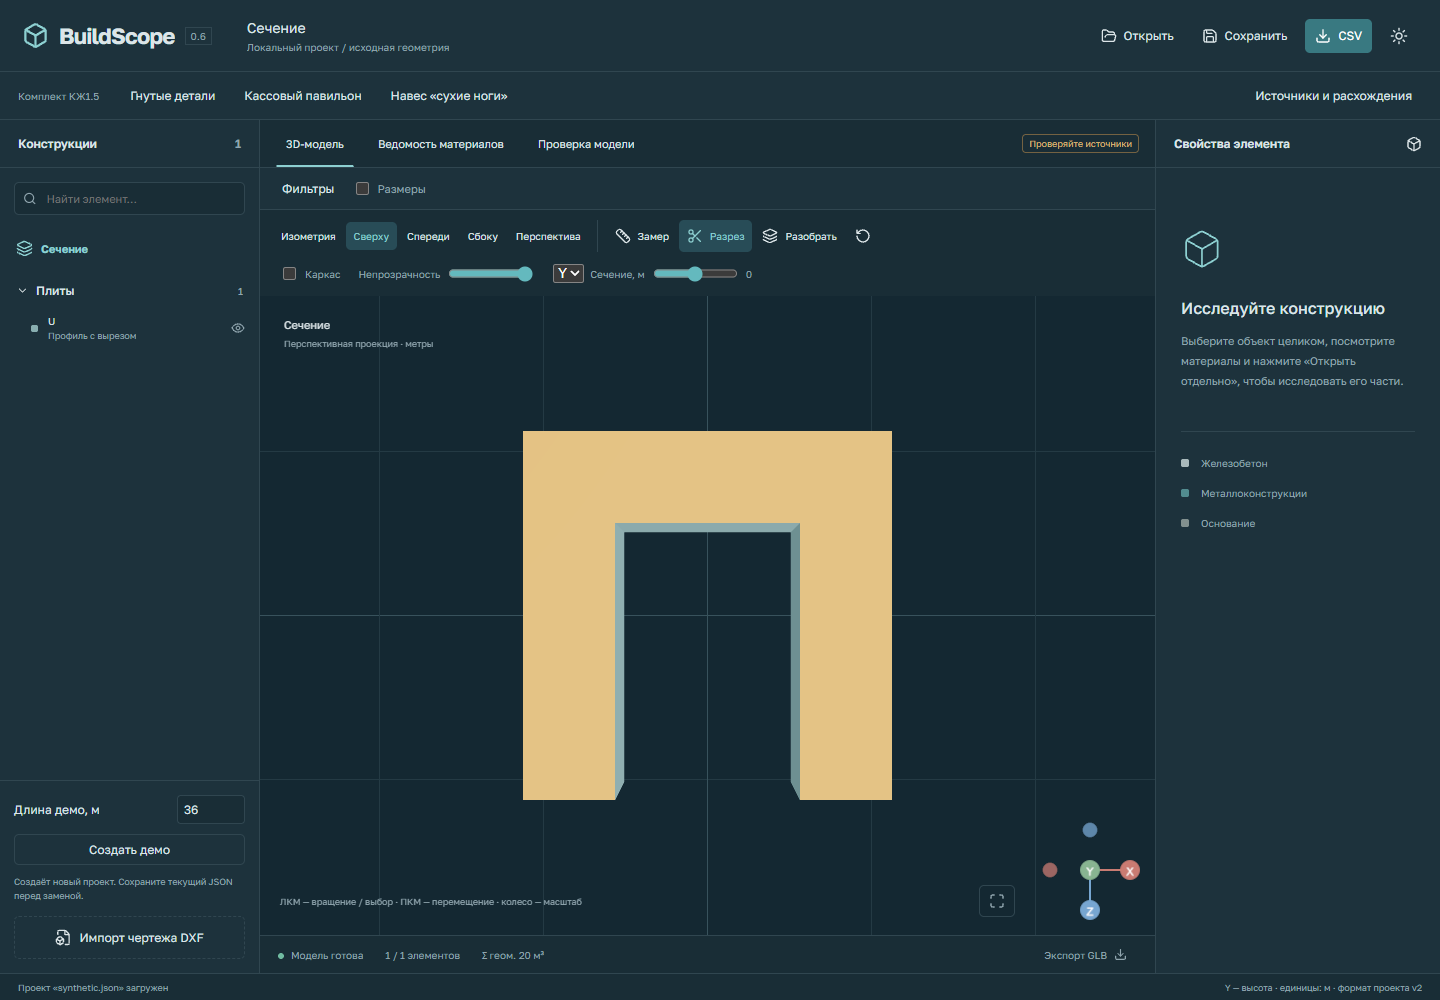 BuildScope 0.6
Сечение
Локальный проект / исходная геометрия
Открыть
Сохранить
CSV
Комплект КЖ1.5
Гнутые детали
Кассовый павильон
Навес «сухие ноги»
Источники и расхождения
Конструкции 1
3D-модель
Ведомость материалов
Проверка модели
Проверяйте источники
Свойства элемента
Найти элемент...
Фильтры
Размеры
Изометрия
Сверху
Спереди
Сбоку
Перспектива
Замер
Разрез
Разобрать
Каркас
Непрозрачность
Y
Сечение, м
0
Сечение
Плиты 1
U
Профиль с вырезом
Сечение
Перспективная проекция · метры
Исследуйте конструкцию
Выберите объект целиком, посмотрите
материалы и нажмите «Открыть
отдельно», чтобы исследовать его части.
Железобетон
Металлоконструкции
Основание
Длина демо, м 36
Создать демо
Создаёт новый проект. Сохраните текущий JSON
перед заменой.
Импорт чертежа DXF
Y
X
Z
ЛКМ — вращение / выбор · ПКМ — перемещение · колесо — масштаб
Модель готова
1 / 1 элементов
Σ геом. 20 м³
Экспорт GLB
Проект «synthetic.json» загружен
Y — высота · единицы: м · формат проекта v2